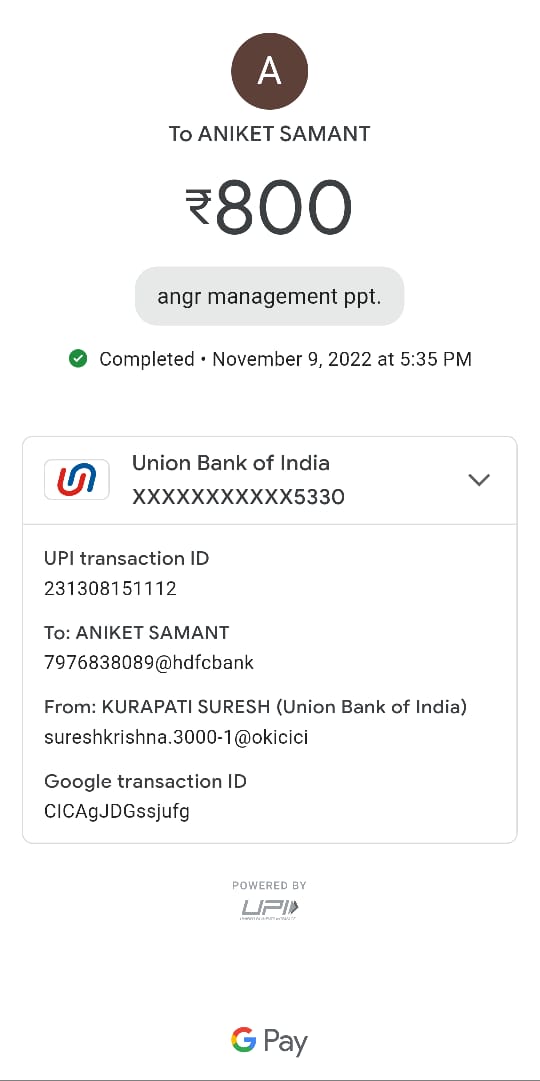 A
To ANIKET SAMANT
₹800
angr management ppt.
Completed • November 9, 2022 at 5:35 PM
Union Bank of India
XXXXXXXXXXX5330
UPI transaction ID
231308151112
To: ANIKET SAMANT
7976838089@hdfcbank
From: KURAPATI SURESH (Union Bank of India)
sureshkrishna.3000-1@okicici
Google transaction ID
CICAgJDGssjufg
POWERED BY
UPI
G Pay